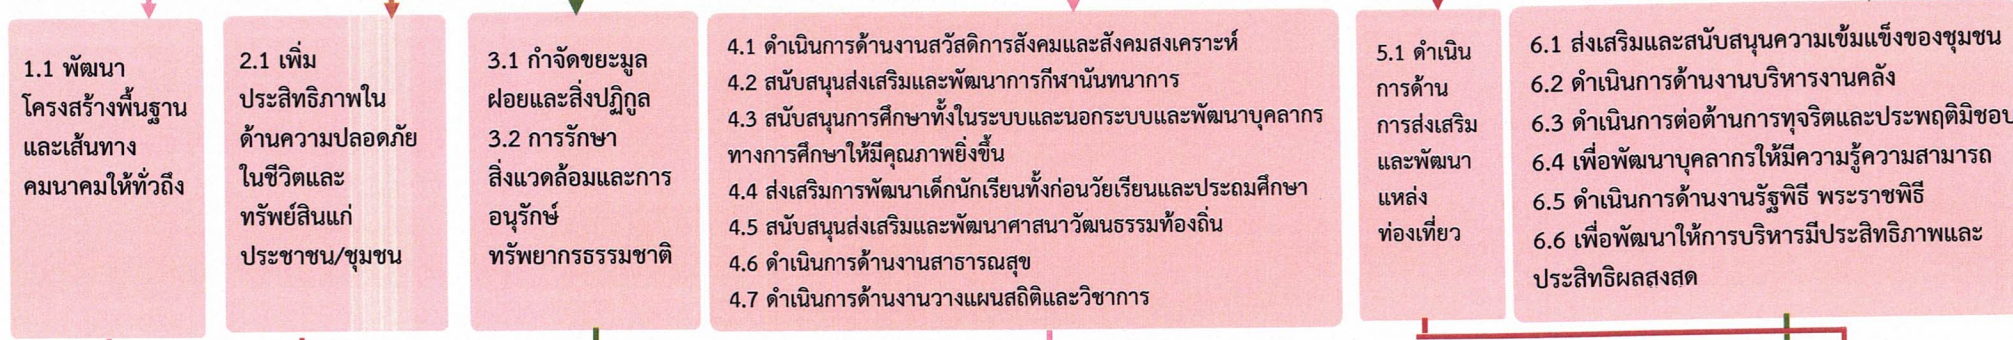 1.1 พัฒนา
โครงสร้างพื้นฐาน
และเส้นทาง
คมนาคมให้ทั่วถึง
2.1 เพิ่ม
ประสิทธิภาพใน
ด้านความปลอดภัย
ในชีวิตและ
ทรัพย์สินแก่
ประชาชน/ชุมชน
3.1 กำจัดขยะมูล
ฝอยและสิ่งปฏิกูล
3.2 การรักษา
สิ่งแวดล้อมและการ
อนุรักษ์
ทรัพยากรธรรมชาติ
4.1 ดำเนินการด้านงานสวัสดิการสังคมและสังคมสงเคราะห์
4.2 สนับสนุนส่งเสริมและพัฒนาการกีฬานันทนาการ
4.3 สนับสนุนการศึกษาทั้งในระบบและนอกระบบและพัฒนาบุคลากร
ทางการศึกษาให้มีคุณภาพยิ่งขึ้น
4.4 ส่งเสริมการพัฒนาเด็กนักเรียนทั้งก่อนวัยเรียนและประถมศึกษา
4.5 สนับสนุนส่งเสริมและพัฒนาศาสนาวัฒนธรรมท้องถิ่น
4.6 ดำเนินการด้านงานสาธารณสุข
4.7 ดำเนินการด้านงานวางแผนสถิติและวิชาการ
5.1 ดำเนิน
การด้าน
การส่งเสริม
และพัฒนา
แหล่ง
ท่องเที่ยว
6.1 ส่งเสริมและสนับสนุนความเข้มแข็งของชุมชน
6.2 ดำเนินการด้านงานบริหารงานคลัง
6.3 ดำเนินการต่อต้านการทุจริตและประพฤติมิชอบ
6.4 เพื่อพัฒนาบุคลากรให้มีความรู้ความสามารถ
6.5 ดำเนินการด้านงานรัฐพิธี พระราชพิธี
6.6 เพื่อพัฒนาให้การบริหารมีประสิทธิภาพและ
ประสิทธิผลสูงสุด